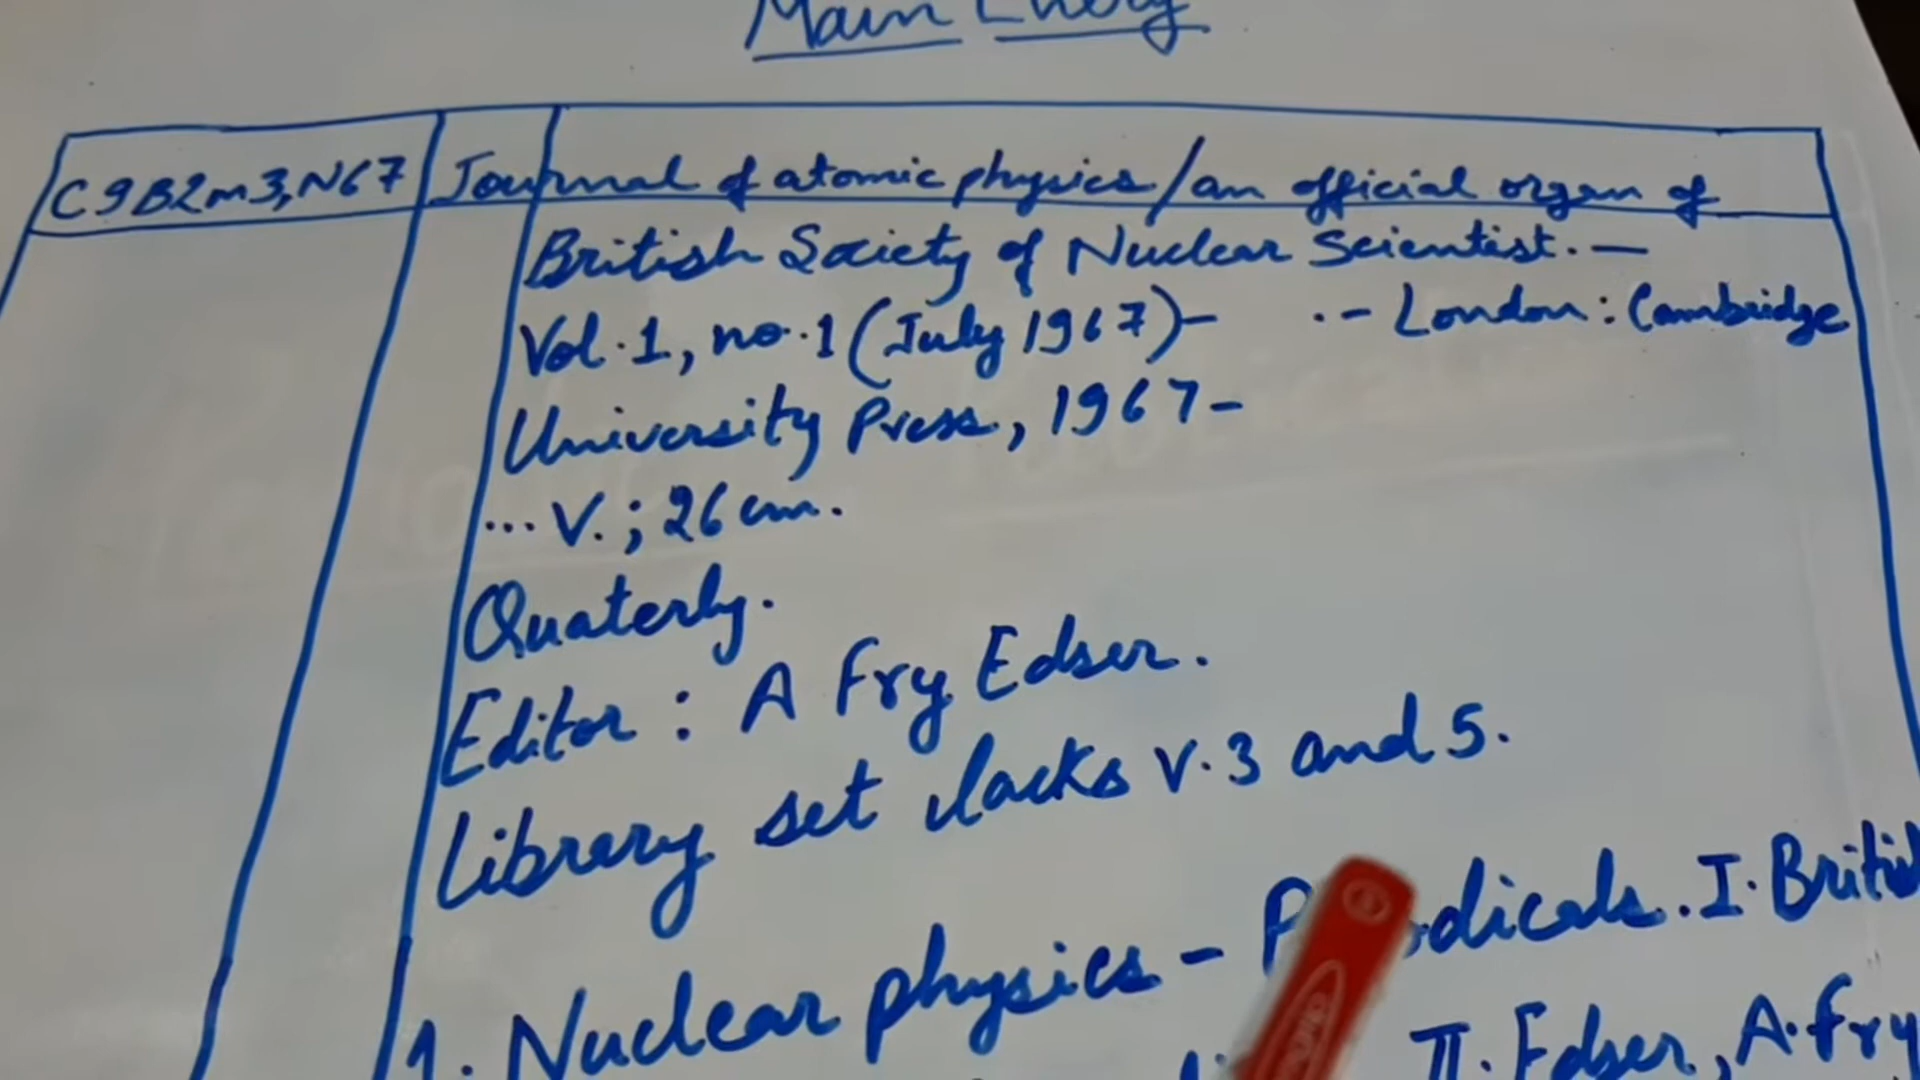 Main Entry
C9B2m3,N67 Journal of atomic physics / an official organ of
British Society of Nuclear Scientist. —
Vol. 1, no. 1 (July 1967)- .- London : Cambridge
University Press, 1967-
... V. ; 26 cm.
Quaterly.
Editor : A Fry Edser.
Library set lacks v. 3 and 5.
1. Nuclear physics - Periodicals. I. British
II. Edser, A. Fry